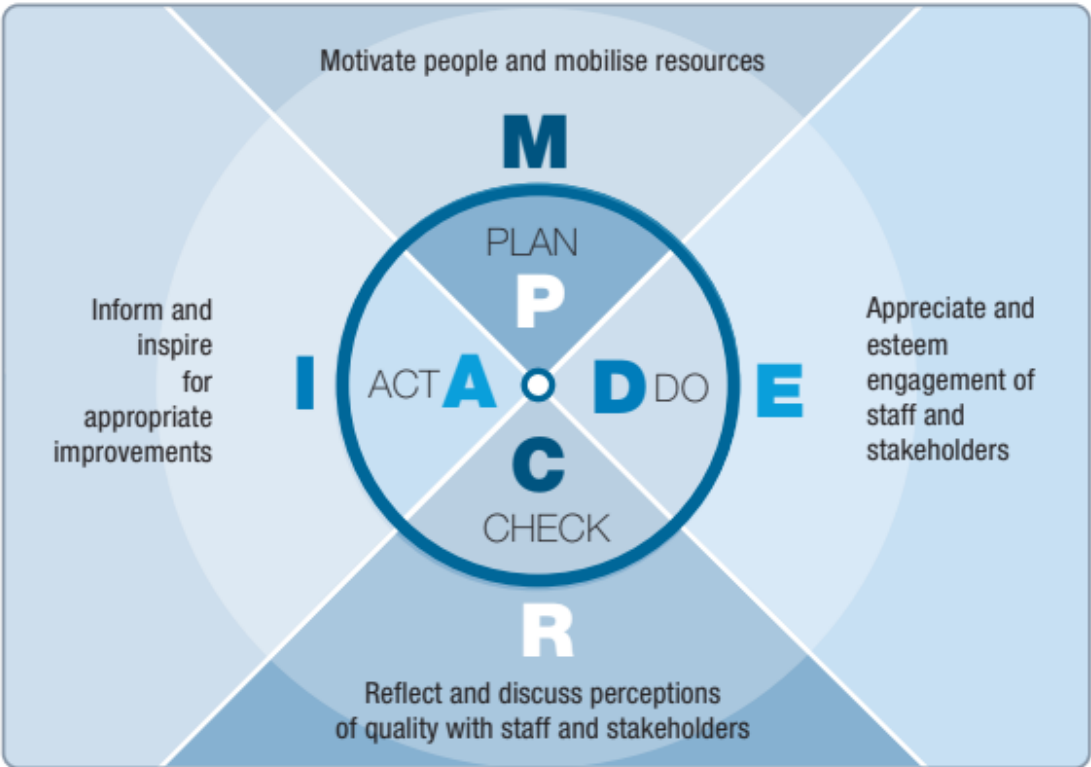 Motivate people and mobilise resources
M
PLAN
P
Inform and
inspire
for
appropriate
improvements
I
ACT A
D DO
E
Appreciate and
esteem
engagement of
staff and
stakeholders
C
CHECK
R
Reflect and discuss perceptions
of quality with staff and stakeholders